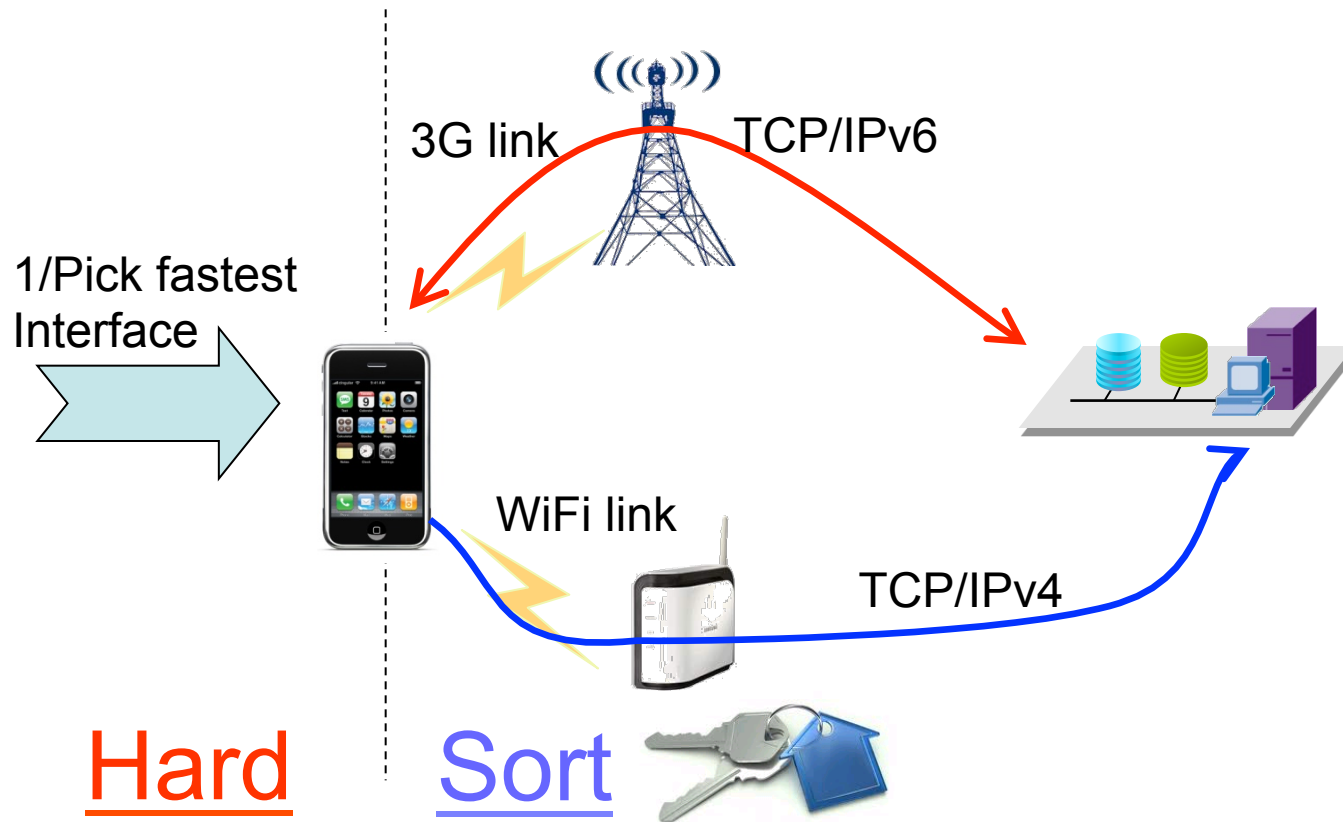 3G link
TCP/IPv6
1/Pick fastest
Interface
WiFi link
TCP/IPv4
Hard
Sort